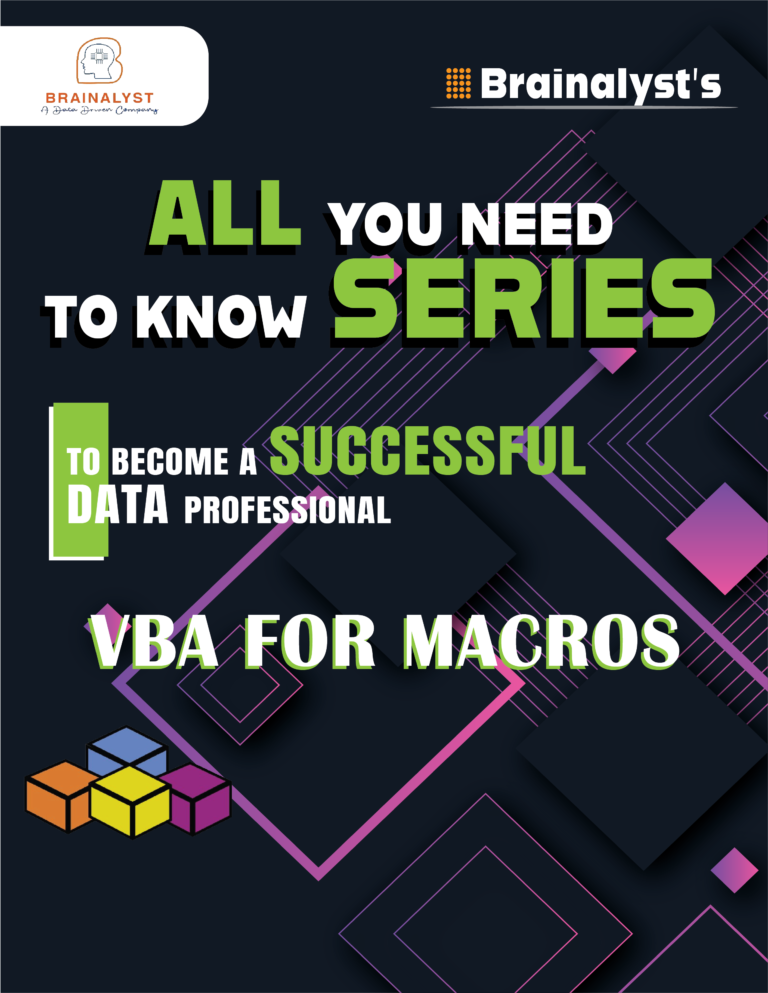 BRAINALYST
A Data Driven Company
Brainalyst's
ALL YOU NEED
TO KNOW SERIES
TO BECOME A SUCCESSFUL
DATA PROFESSIONAL
VBA FOR MACROS